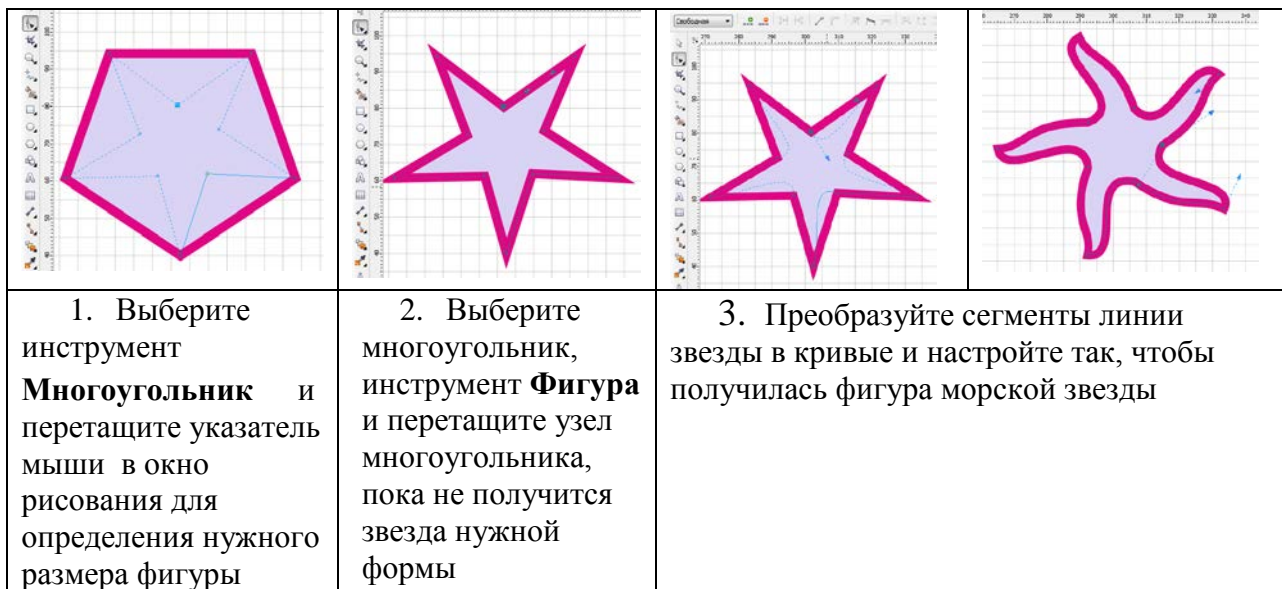 Свободная
1. Выберите
инструмент
Многоугольник и
перетащите указатель
мыши в окно
рисования для
определения нужного
размера фигуры
2. Выберите
многоугольник,
инструмент Фигура
и перетащите узел
многоугольника,
пока не получится
звезда нужной
формы
3. Преобразуйте сегменты линии
звезды в кривые и настройте так, чтобы
получилась фигура морской звезды